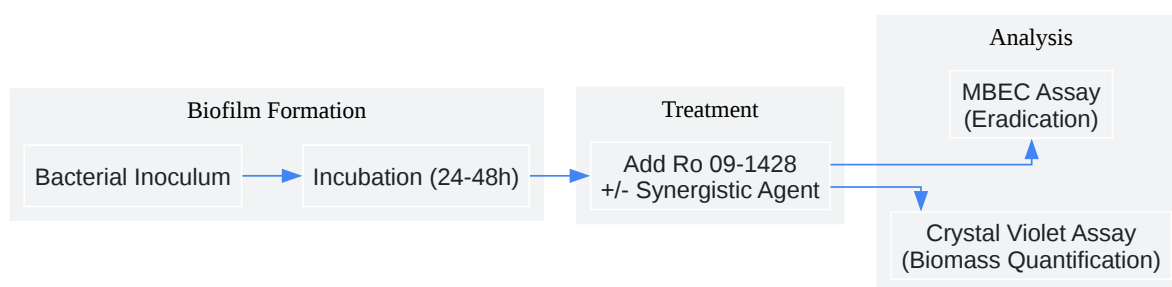 Biofilm Formation
Bacterial Inoculum
Incubation (24-48h)
Treatment
Add Ro 09-1428
+/- Synergistic Agent
Analysis
MBEC Assay
(Eradication)
Crystal Violet Assay
(Biomass Quantification)